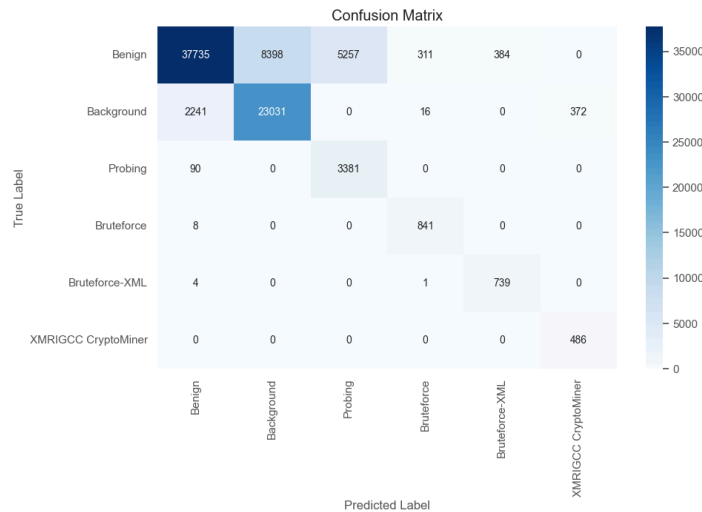 Confusion Matrix
Benign 37735 8398 5257 311 384 0
Background 2241 23031 0 16 0 372
Probing 90 0 3381 0 0 0
Bruteforce 8 0 0 841 0 0
Bruteforce-XML 4 0 0 1 739 0
XMRIGCC CryptoMiner 0 0 0 0 0 486
True Label
Benign
Background
Probing
Bruteforce
Bruteforce-XML
XMRIGCC CryptoMiner
Predicted Label
35000
30000
25000
20000
15000
10000
5000
0